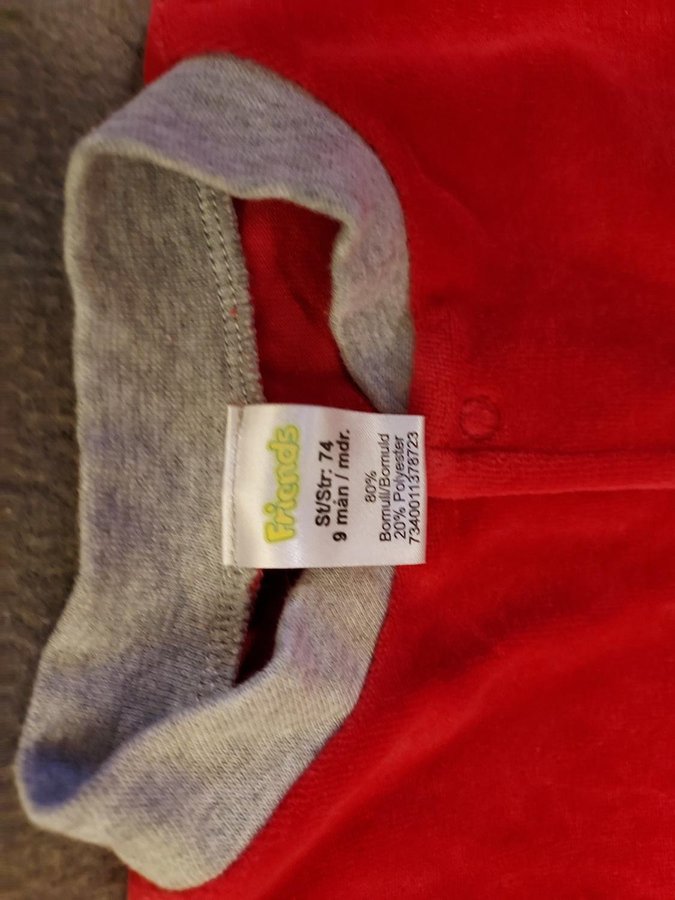 Friends
St/Str: 74
9 mån / mdr.
80%
Bomull/Bomuld
20% Polyester
7340011378723